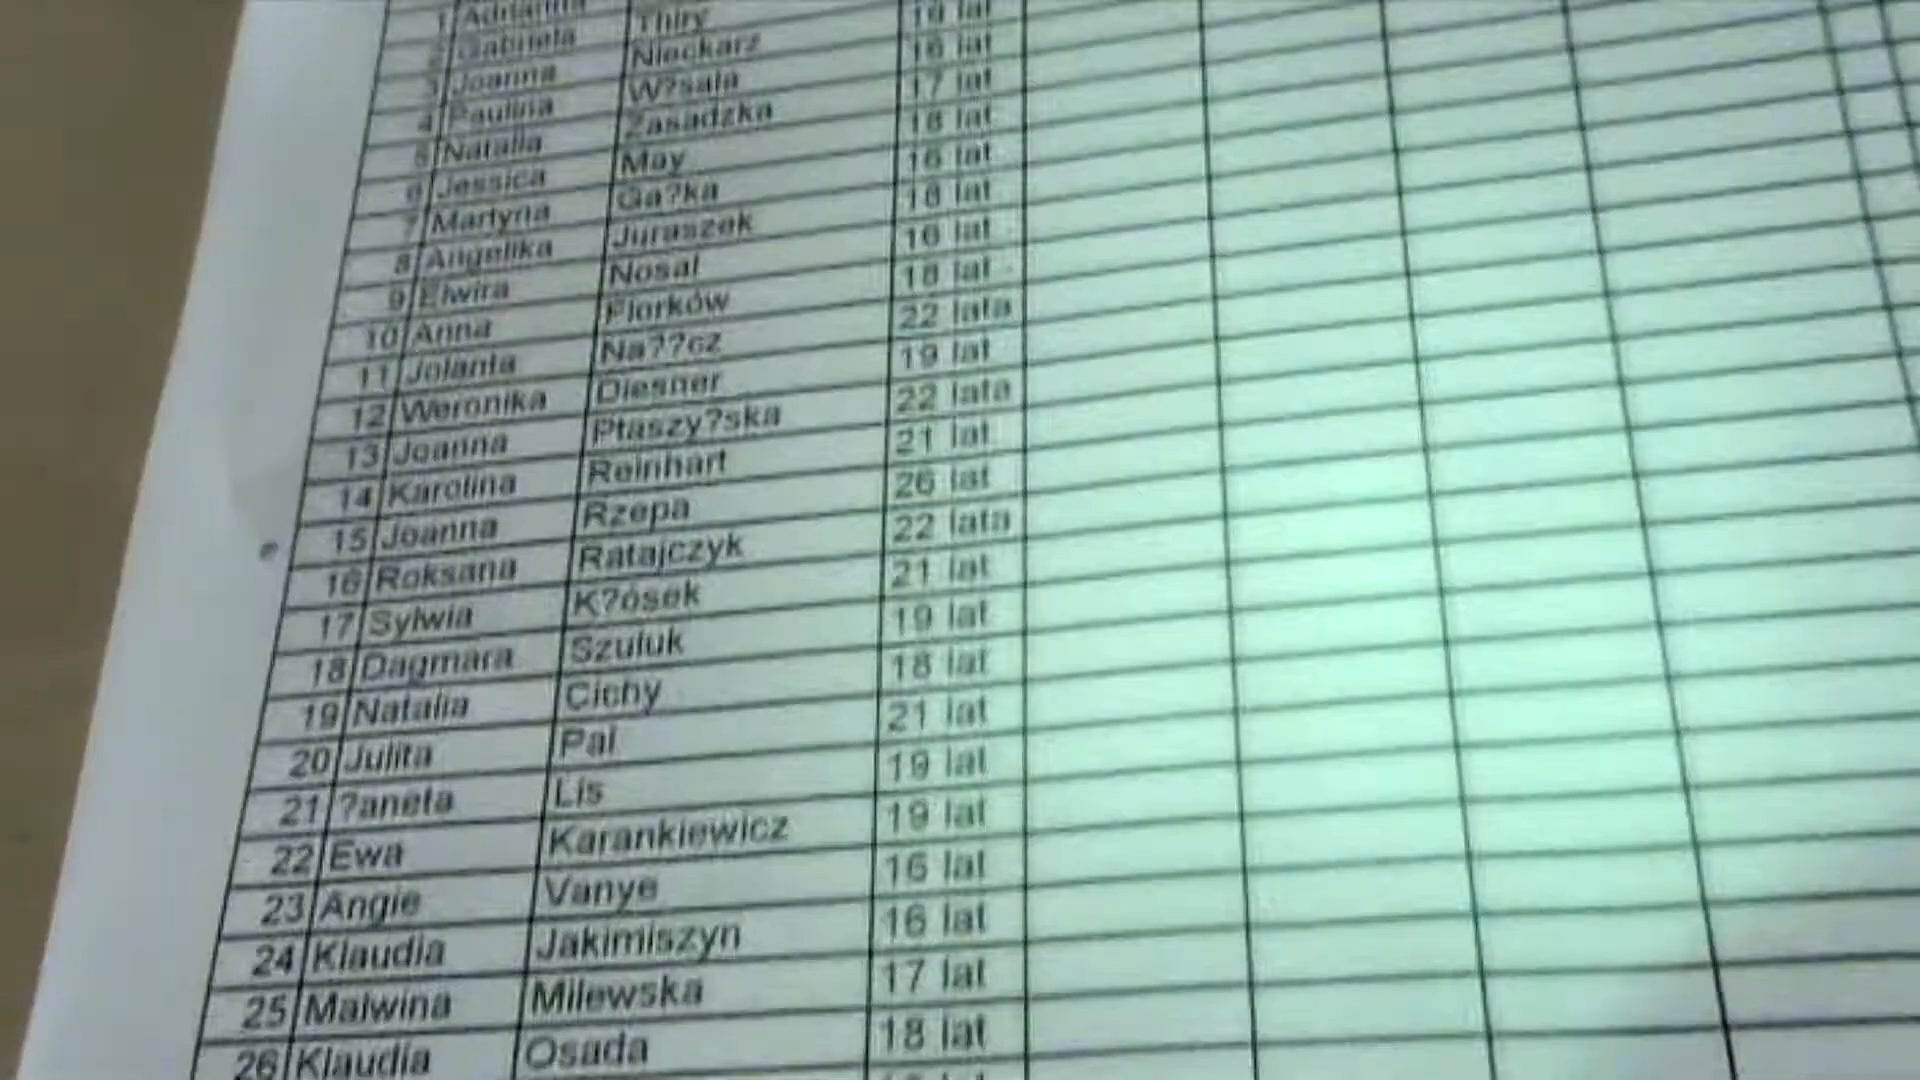 1 Adrianna
2 Gabriela Thiry
3 Joanna Nieckarz 19 lat
4 Paulina W?sala 16 lat
5 Natalia Zasadzka 17 lat
6 Jessica May 18 lat
7 Martyna Ga?ka 16 lat
8 Angelika Juraszek 18 lat
9 Elwira Nosal 16 lat
10 Anna Florków 18 lat
11 Jolanta Na??cz 22 lata
12 Weronika Diesner 19 lat
13 Joanna Ptaszy?ska 22 lata
14 Karolina Reinhart 21 lat
15 Joanna Rzepa 26 lat
16 Roksana Ratajczyk 22 lata
17 Sylwia K?ósek 21 lat
18 Dagmara Szuluk 19 lat
19 Natalia Cichy 18 lat
20 Julita Pal 21 lat
21 ?aneta Lis 19 lat
22 Ewa Karankiewicz 19 lat
23 Angie Vanye 16 lat
24 Klaudia Jakimiszyn 16 lat
25 Malwina Milewska 17 lat
26 Klaudia Osada 18 lat